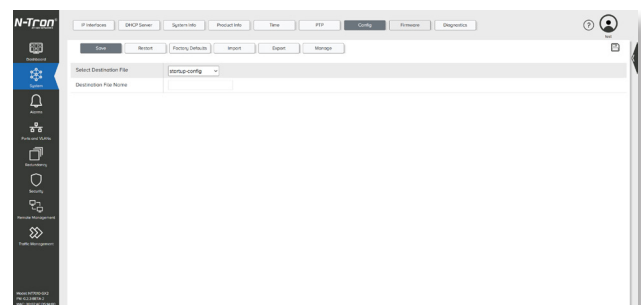 N-Tron
IP Interfaces DHCP Server System Info Product Info Time PTP Config Firmware Diagnostics
test
Save Restart Factory Defaults Import Export Manage
Dashboard
System
Select Destination File startup-config
Destination File Name
Alarms
Ports and VLANs
Redundancy
Security
Remote Management
Traffic Management